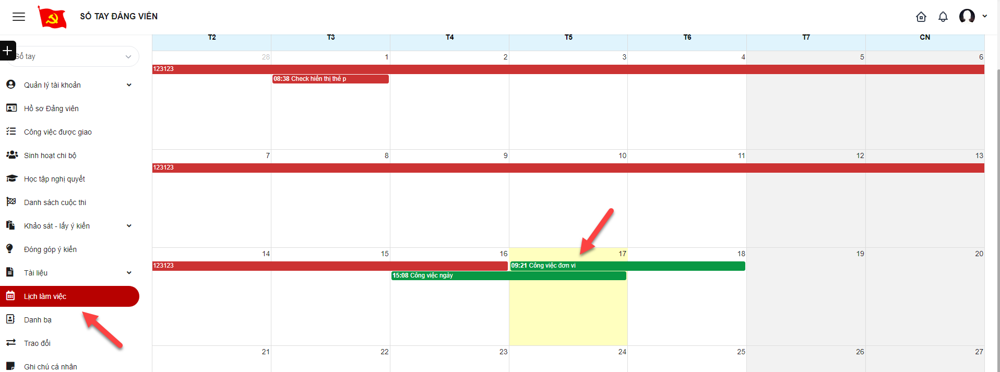 SỔ TAY ĐẢNG VIÊN
Sổ tay
Quản lý tài khoản
Hồ sơ Đảng viên
Công việc được giao
Sinh hoạt chi bộ
Học tập nghị quyết
Danh sách cuộc thi
Khảo sát - lấy ý kiến
Đóng góp ý kiến
Tài liệu
Lịch làm việc
Danh bạ
Trao đổi
Ghi chú cá nhân
T2 T3 T4 T5 T6 T7 CN
28 1 2 3 4 5 6
123123
08:38 Check hiển thị thẻ p
7 8 9 10 11 12 13
123123
14 15 16 17 18 19 20
123123 09:21 Công việc đơn vi
15:08 Công việc ngày
21 22 23 24 25 26 27